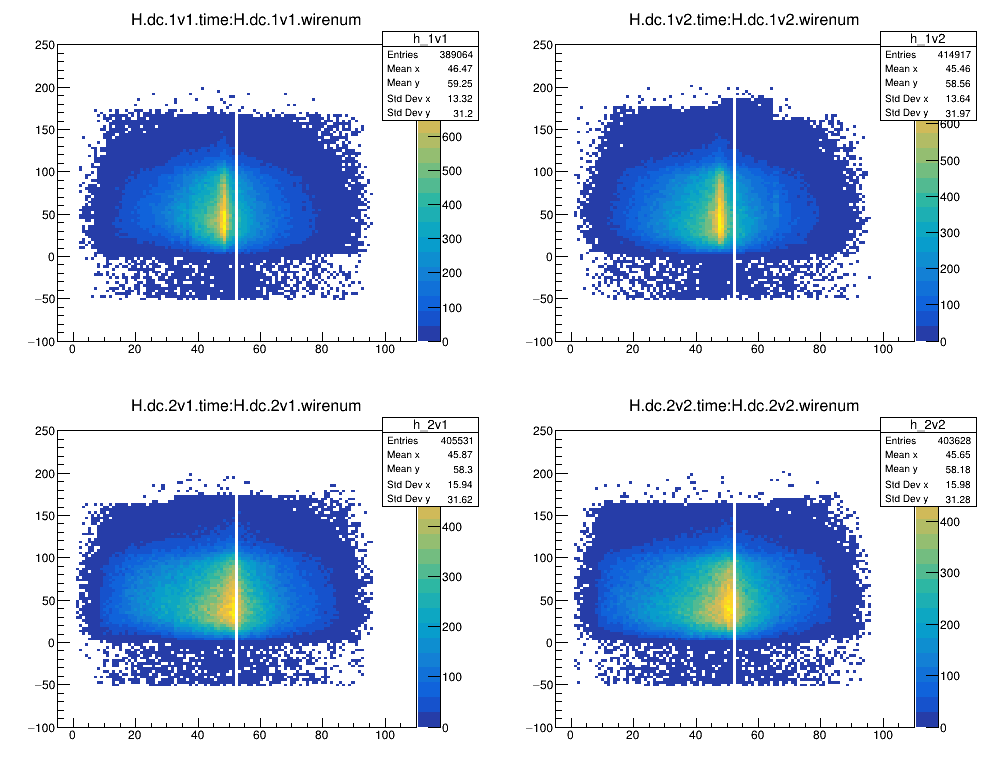 H.dc.1v1.time:H.dc.1v1.wirenum
h_1v1
Entries 389064
Mean x 46.47
Mean y 59.25
Std Dev x 13.32
Std Dev y 31.2
250
200
150
100
50
0
−50
−100
0 20 40 60 80 100
600
500
400
300
200
100
0
H.dc.1v2.time:H.dc.1v2.wirenum
h_1v2
Entries 414917
Mean x 45.46
Mean y 58.56
Std Dev x 13.64
Std Dev y 31.97
250
200
150
100
50
0
−50
−100
0 20 40 60 80 100
600
500
400
300
200
100
0
H.dc.2v1.time:H.dc.2v1.wirenum
h_2v1
Entries 405531
Mean x 45.87
Mean y 58.3
Std Dev x 15.94
Std Dev y 31.62
250
200
150
100
50
0
−50
−100
0 20 40 60 80 100
400
300
200
100
0
H.dc.2v2.time:H.dc.2v2.wirenum
h_2v2
Entries 403628
Mean x 45.65
Mean y 58.18
Std Dev x 15.98
Std Dev y 31.28
250
200
150
100
50
0
−50
−100
0 20 40 60 80 100
400
300
200
100
0